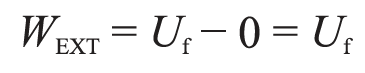 W_EXT = U_f − 0 = U_f